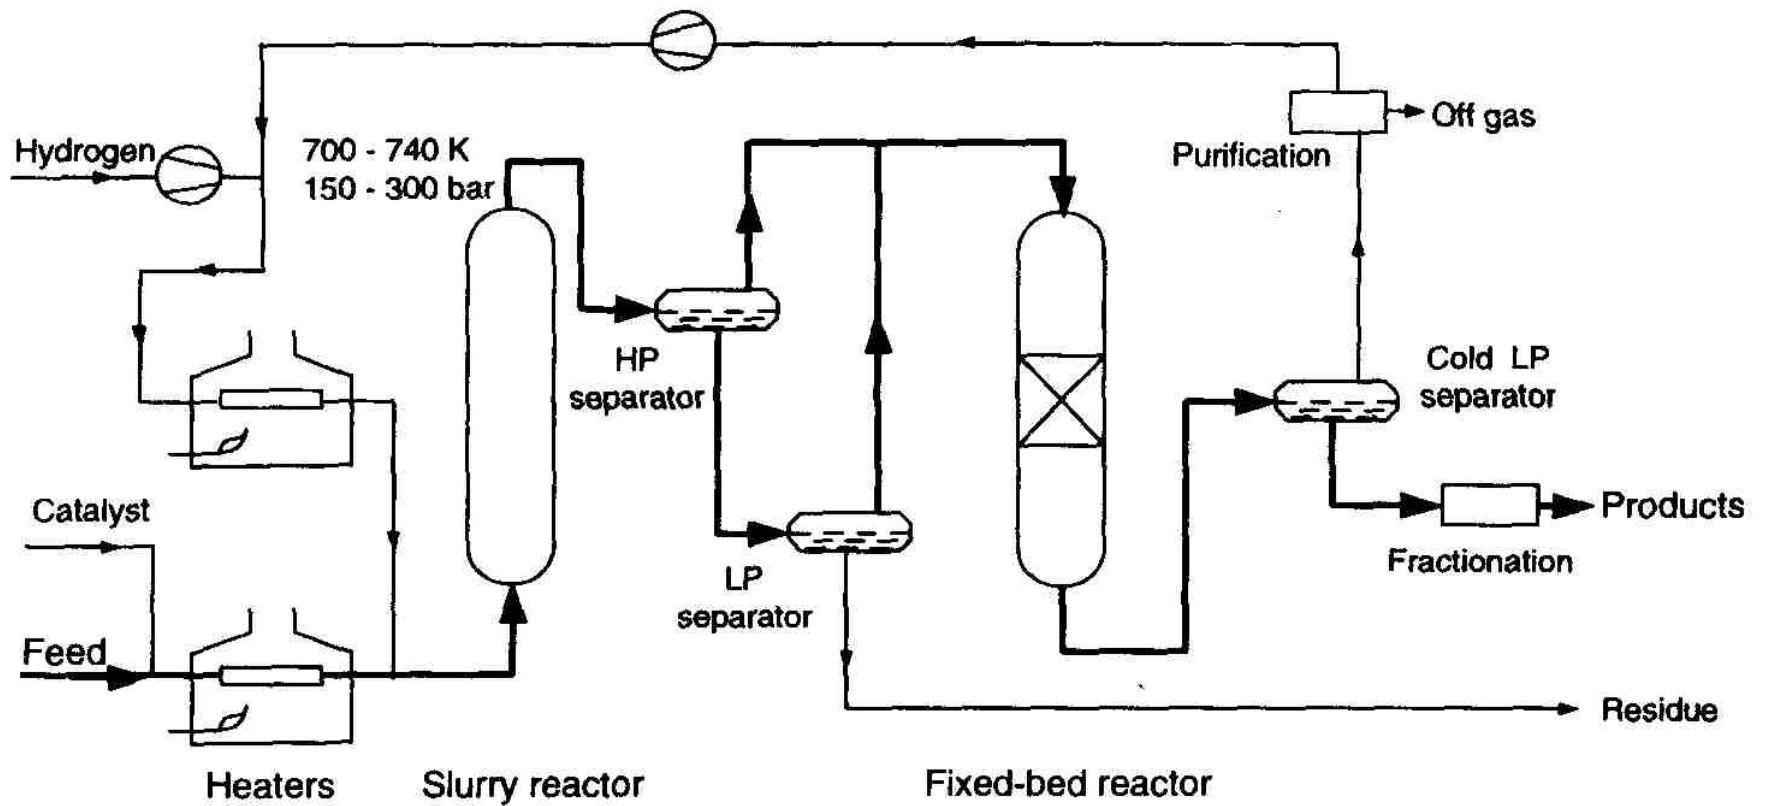 Off gas
Hydrogen
700 - 740 K
150 - 300 bar
Purification
HP
separator
Cold LP
separator
Catalyst
Products
Fractionation
LP
separator
Feed
Residue
Heaters
Slurry reactor
Fixed-bed reactor